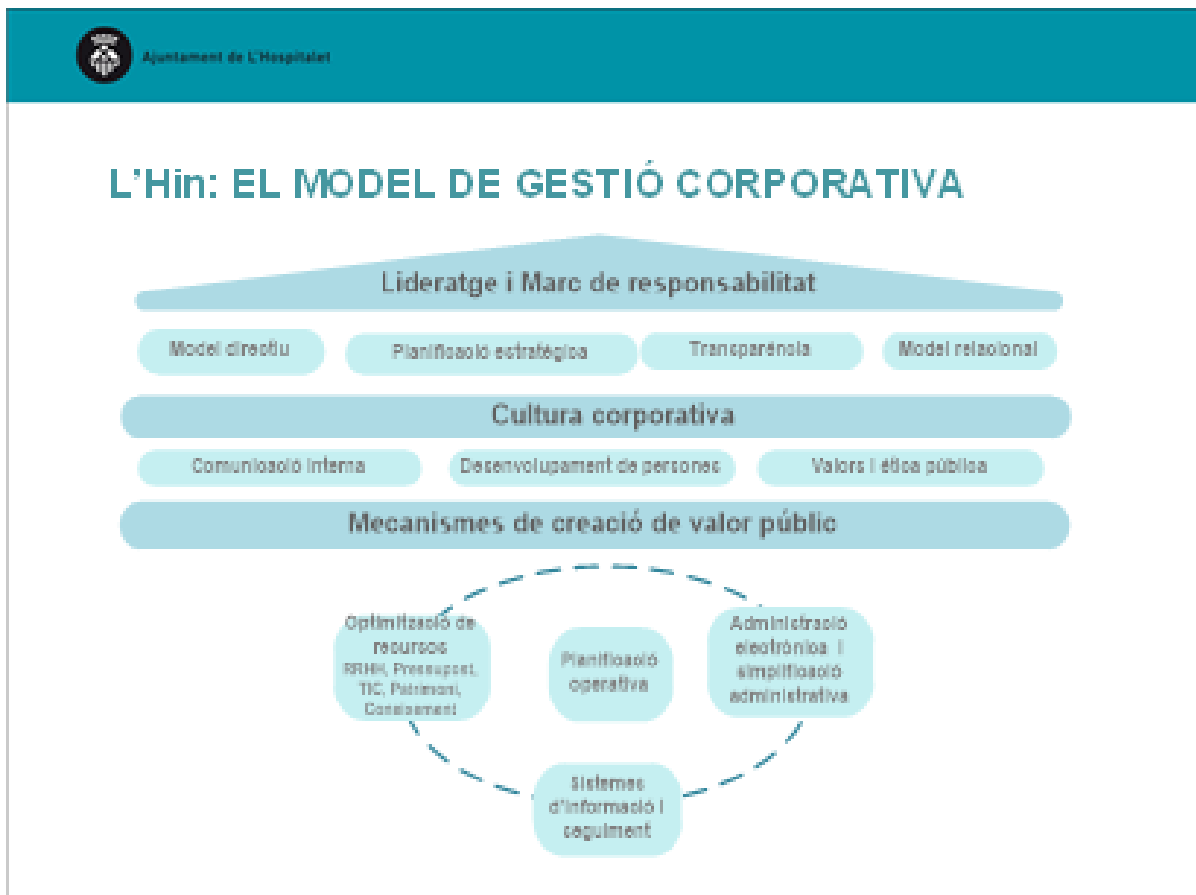 Ajuntament de L'Hospitalet
L'Hin: EL MODEL DE GESTIÓ CORPORATIVA
Lideratge i Marc de responsabilitat
Model directiu
Planificació estratègica
Transparència
Model relacional
Cultura corporativa
Comunicació interna
Desenvolupament de persones
Valors i ètica pública
Mecanismes de creació de valor públic
Optimització de
recursos
RRHH, Pressupost,
TIC, Patrimoni,
Coneixement
Planificació
operativa
Administració
electrònica i
simplificació
administrativa
Sistemes
d'informació i
seguiment